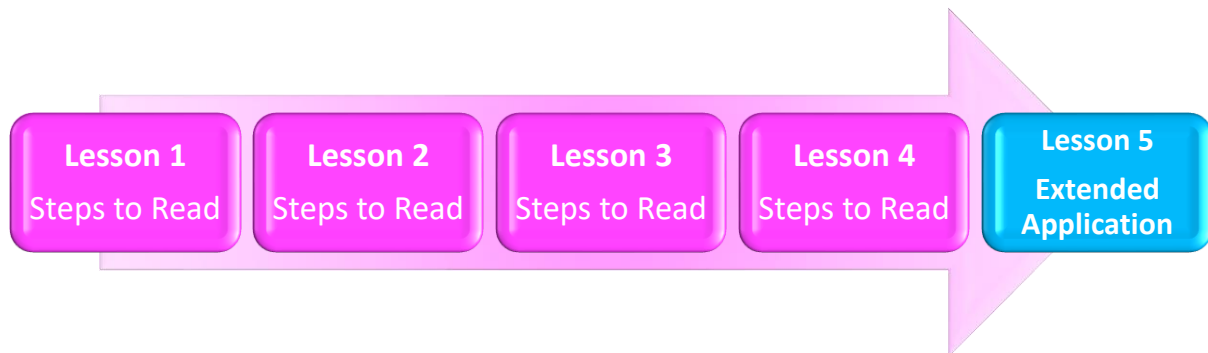 Lesson 1
Steps to Read
Lesson 2
Steps to Read
Lesson 3
Steps to Read
Lesson 4
Steps to Read
Lesson 5
Extended
Application